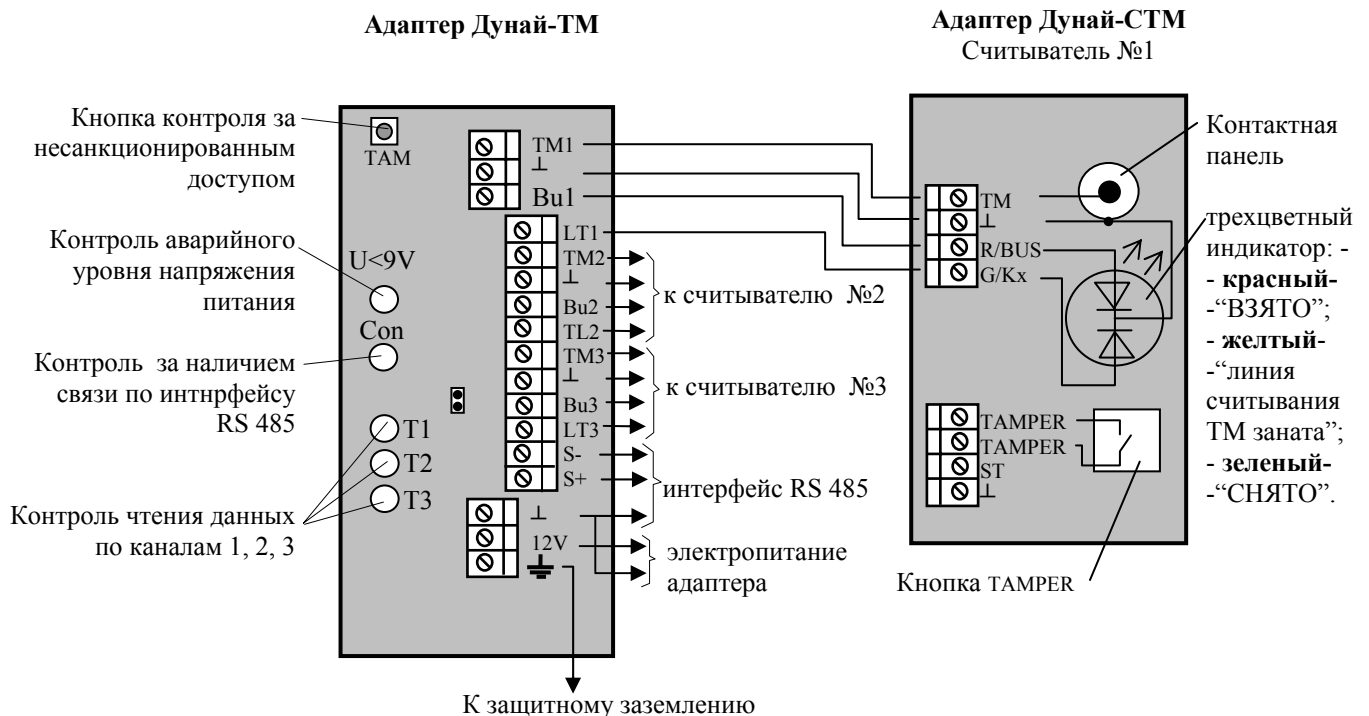 Адаптер Дунай-ТМ
Адаптер Дунай-СТМ
Считыватель №1
Кнопка контроля за
несанкционированным
доступом
Контроль аварийного
уровня напряжения
питания
Контроль за наличием
связи по интнрфейсу
RS 485
Контроль чтения данных
по каналам 1, 2, 3
TAM
U<9V
Con
T1
T2
T3
TM1
⊥
Bu1
LT1
TM2
⊥
Bu2
TL2
TM3
⊥
Bu3
LT3
S-
S+
⊥
12V
к считывателю №2
к считывателю №3
интерфейс RS 485
электропитание
адаптера
К защитному заземлению
TM
⊥
R/BUS
G/Kx
TAMPER
TAMPER
ST
⊥
Контактная
панель
трехцветный
индикатор: -
- красный-
-“ВЗЯТО”;
- желтый-
-“линия
считывания
ТМ заната”;
- зеленый-
-“СНЯТО”.
Кнопка TAMPER